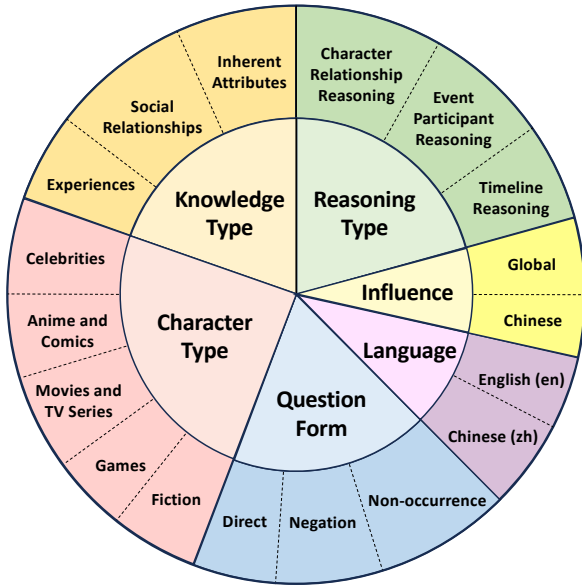 Inherent
Attributes
Social
Relationships
Experiences
Knowledge
Type
Character
Relationship
Reasoning
Event
Participant
Reasoning
Timeline
Reasoning
Reasoning
Type
Global
Chinese
Influence
English (en)
Chinese (zh)
Language
Non-occurrence
Negation
Direct
Question
Form
Celebrities
Anime and
Comics
Movies and
TV Series
Games
Fiction
Character
Type